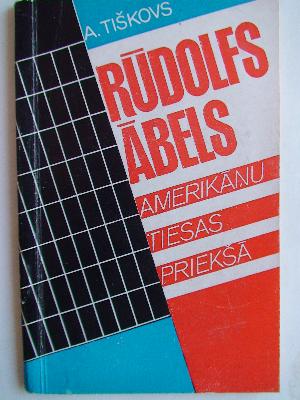 A. TIŠKOVS
RŪDOLFS
ĀBELS
AMERIKĀŅU
TIESAS
PRIEKŠĀ